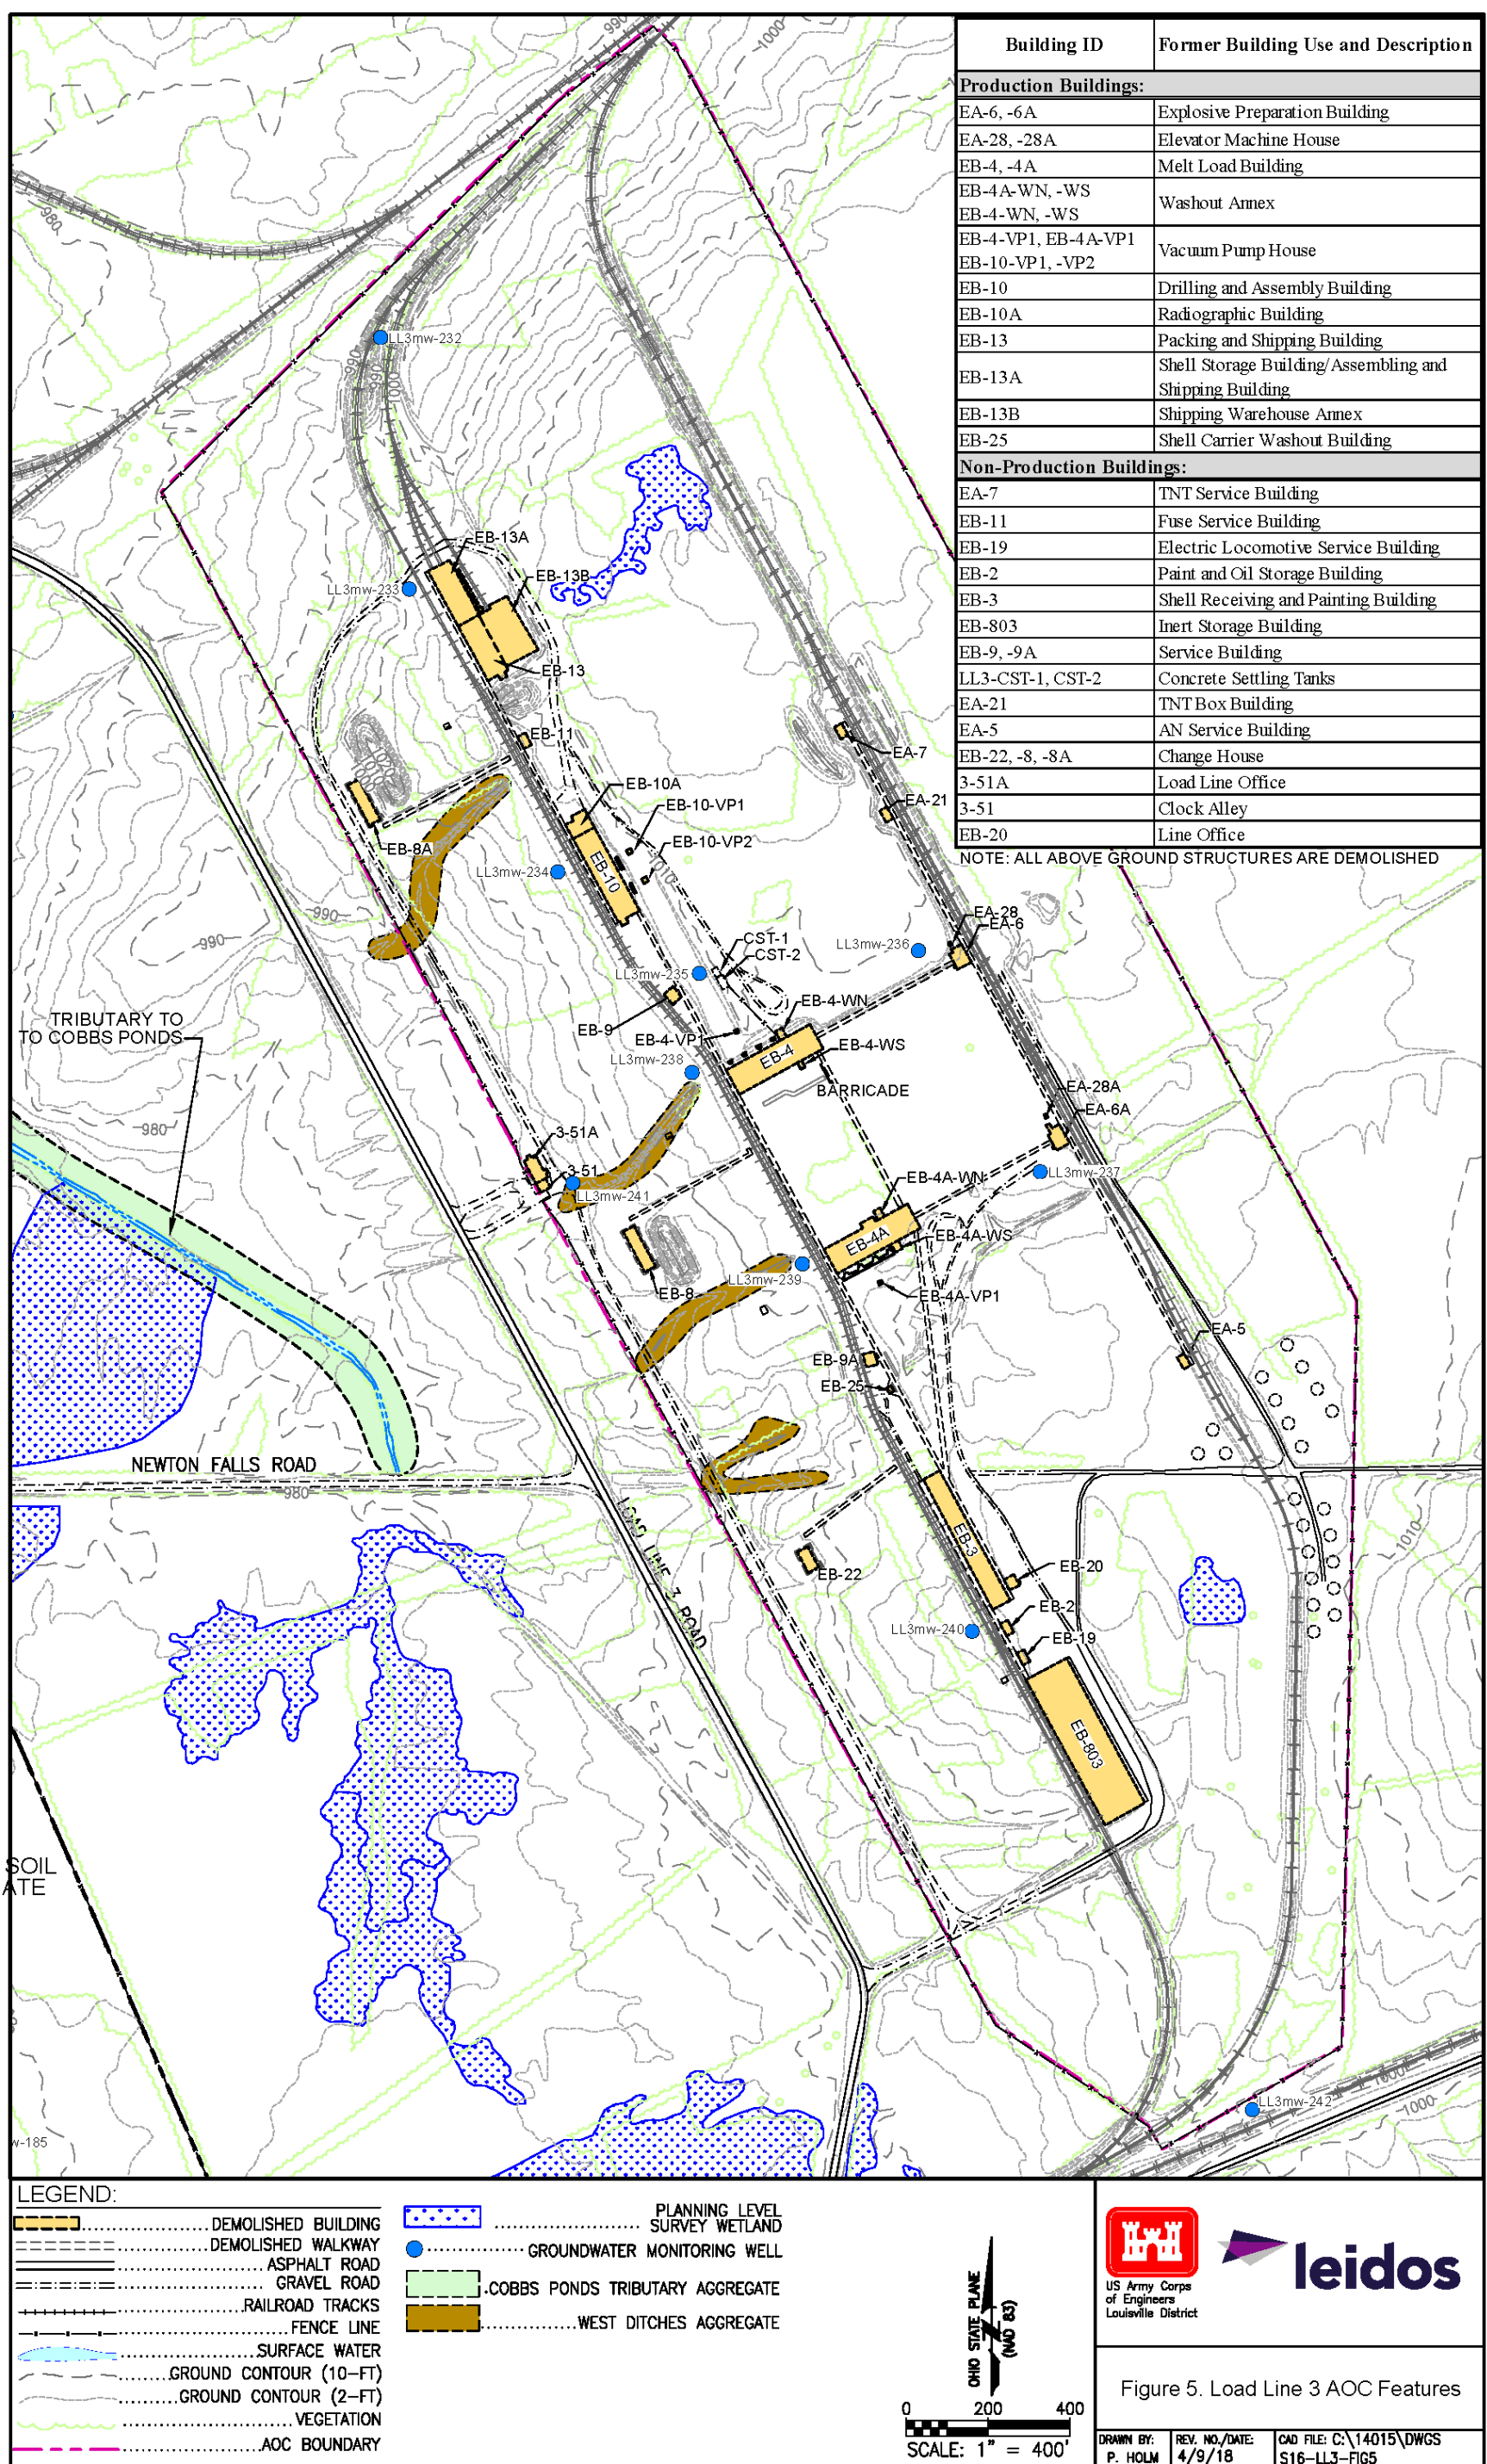 Building ID Former Building Use and Description
Production Buildings:
EA-6, -6A Explosive Preparation Building
EA-28, -28A Elevator Machine House
EB-4, -4A Melt Load Building
EB-4A-WN, -WS
EB-4-WN, -WS
Washout Annex
EB-4-VP1, EB-4A-VP1
EB-10-VP1, -VP2
Vacuum Pump House
EB-10 Drilling and Assembly Building
EB-10A Radiographic Building
EB-13 Packing and Shipping Building
EB-13A
Shell Storage Building/Assembling and
Shipping Building
EB-13B Shipping Warehouse Annex
EB-25 Shell Carrier Washout Building
Non-Production Buildings:
EA-7 TNT Service Building
EB-11 Fuse Service Building
EB-19 Electric Locomotive Service Building
EB-2 Paint and Oil Storage Building
EB-3 Shell Receiving and Painting Building
EB-803 Inert Storage Building
EB-9, -9A Service Building
LL3-CST-1, CST-2 Concrete Settling Tanks
EA-21 TNT Box Building
EA-5 AN Service Building
EB-22, -8, -8A Change House
3-51A Load Line Office
3-51 Clock Alley
EB-20 Line Office
NOTE: ALL ABOVE GROUND STRUCTURES ARE DEMOLISHED
990
1000
980
LL3mw-232
990
990
1000
EB-13A
EB-13B
LL3mw-233
EB-13
EB-11
EA-7
1020
EB-10A
EB-10-VP1
EA-21
EB-10-VP2
EB-8A
LL3mw-234
EB-10
1010
990
990
EA-28
EA-6
CST-1
CST-2
LL3mw-236
LL3mw-235
EB-4-WN
TRIBUTARY TO
TO COBBS PONDS
EB-9
EB-4-VP1
EB-4-WS
EB-4
LL3mw-238
BARRICADE
EA-28A
EA-6A
980
3-51A
3-51
LL3mw-237
LL3mw-241
EB-4A-WN
EB-4A-WS
EB-4A
LL3mw-239
EB-8
EB-4A-VP1
EA-5
EB-9A
EB-25
NEWTON FALLS ROAD
980
LOAD LINE 3 ROAD
EB-3
EB-22
EB-20
1010
EB-2
LL3mw-240
EB-19
EB-803
SOIL
ATE
LL3mw-242
1000
1000
w-185
LEGEND:
DEMOLISHED BUILDING
DEMOLISHED WALKWAY
ASPHALT ROAD
GRAVEL ROAD
RAILROAD TRACKS
FENCE LINE
SURFACE WATER
GROUND CONTOUR (10-FT)
GROUND CONTOUR (2-FT)
VEGETATION
AOC BOUNDARY
PLANNING LEVEL
SURVEY WETLAND
GROUNDWATER MONITORING WELL
COBBS PONDS TRIBUTARY AGGREGATE
WEST DITCHES AGGREGATE
OHIO STATE PLANE
(NAD 83)
0 200 400
SCALE: 1" = 400'
US Army Corps
of Engineers
Louisville District
leidos
Figure 5. Load Line 3 AOC Features
DRAWN BY:
P. HOLM
REV. NO./DATE:
4/9/18
CAD FILE: C:\14015\DWGS
S16-LL3-FIG5